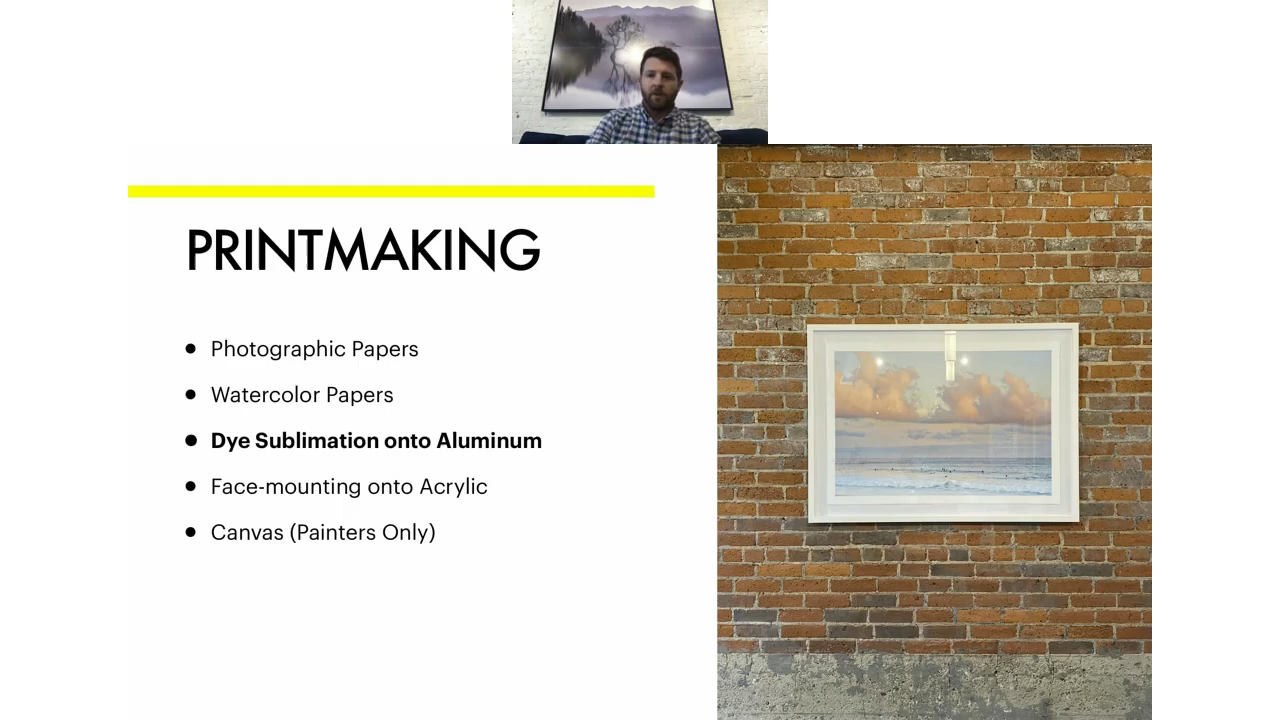 PRINTMAKING
● Photographic Papers
● Watercolor Papers
● Dye Sublimation onto Aluminum
● Face-mounting onto Acrylic
● Canvas (Painters Only)